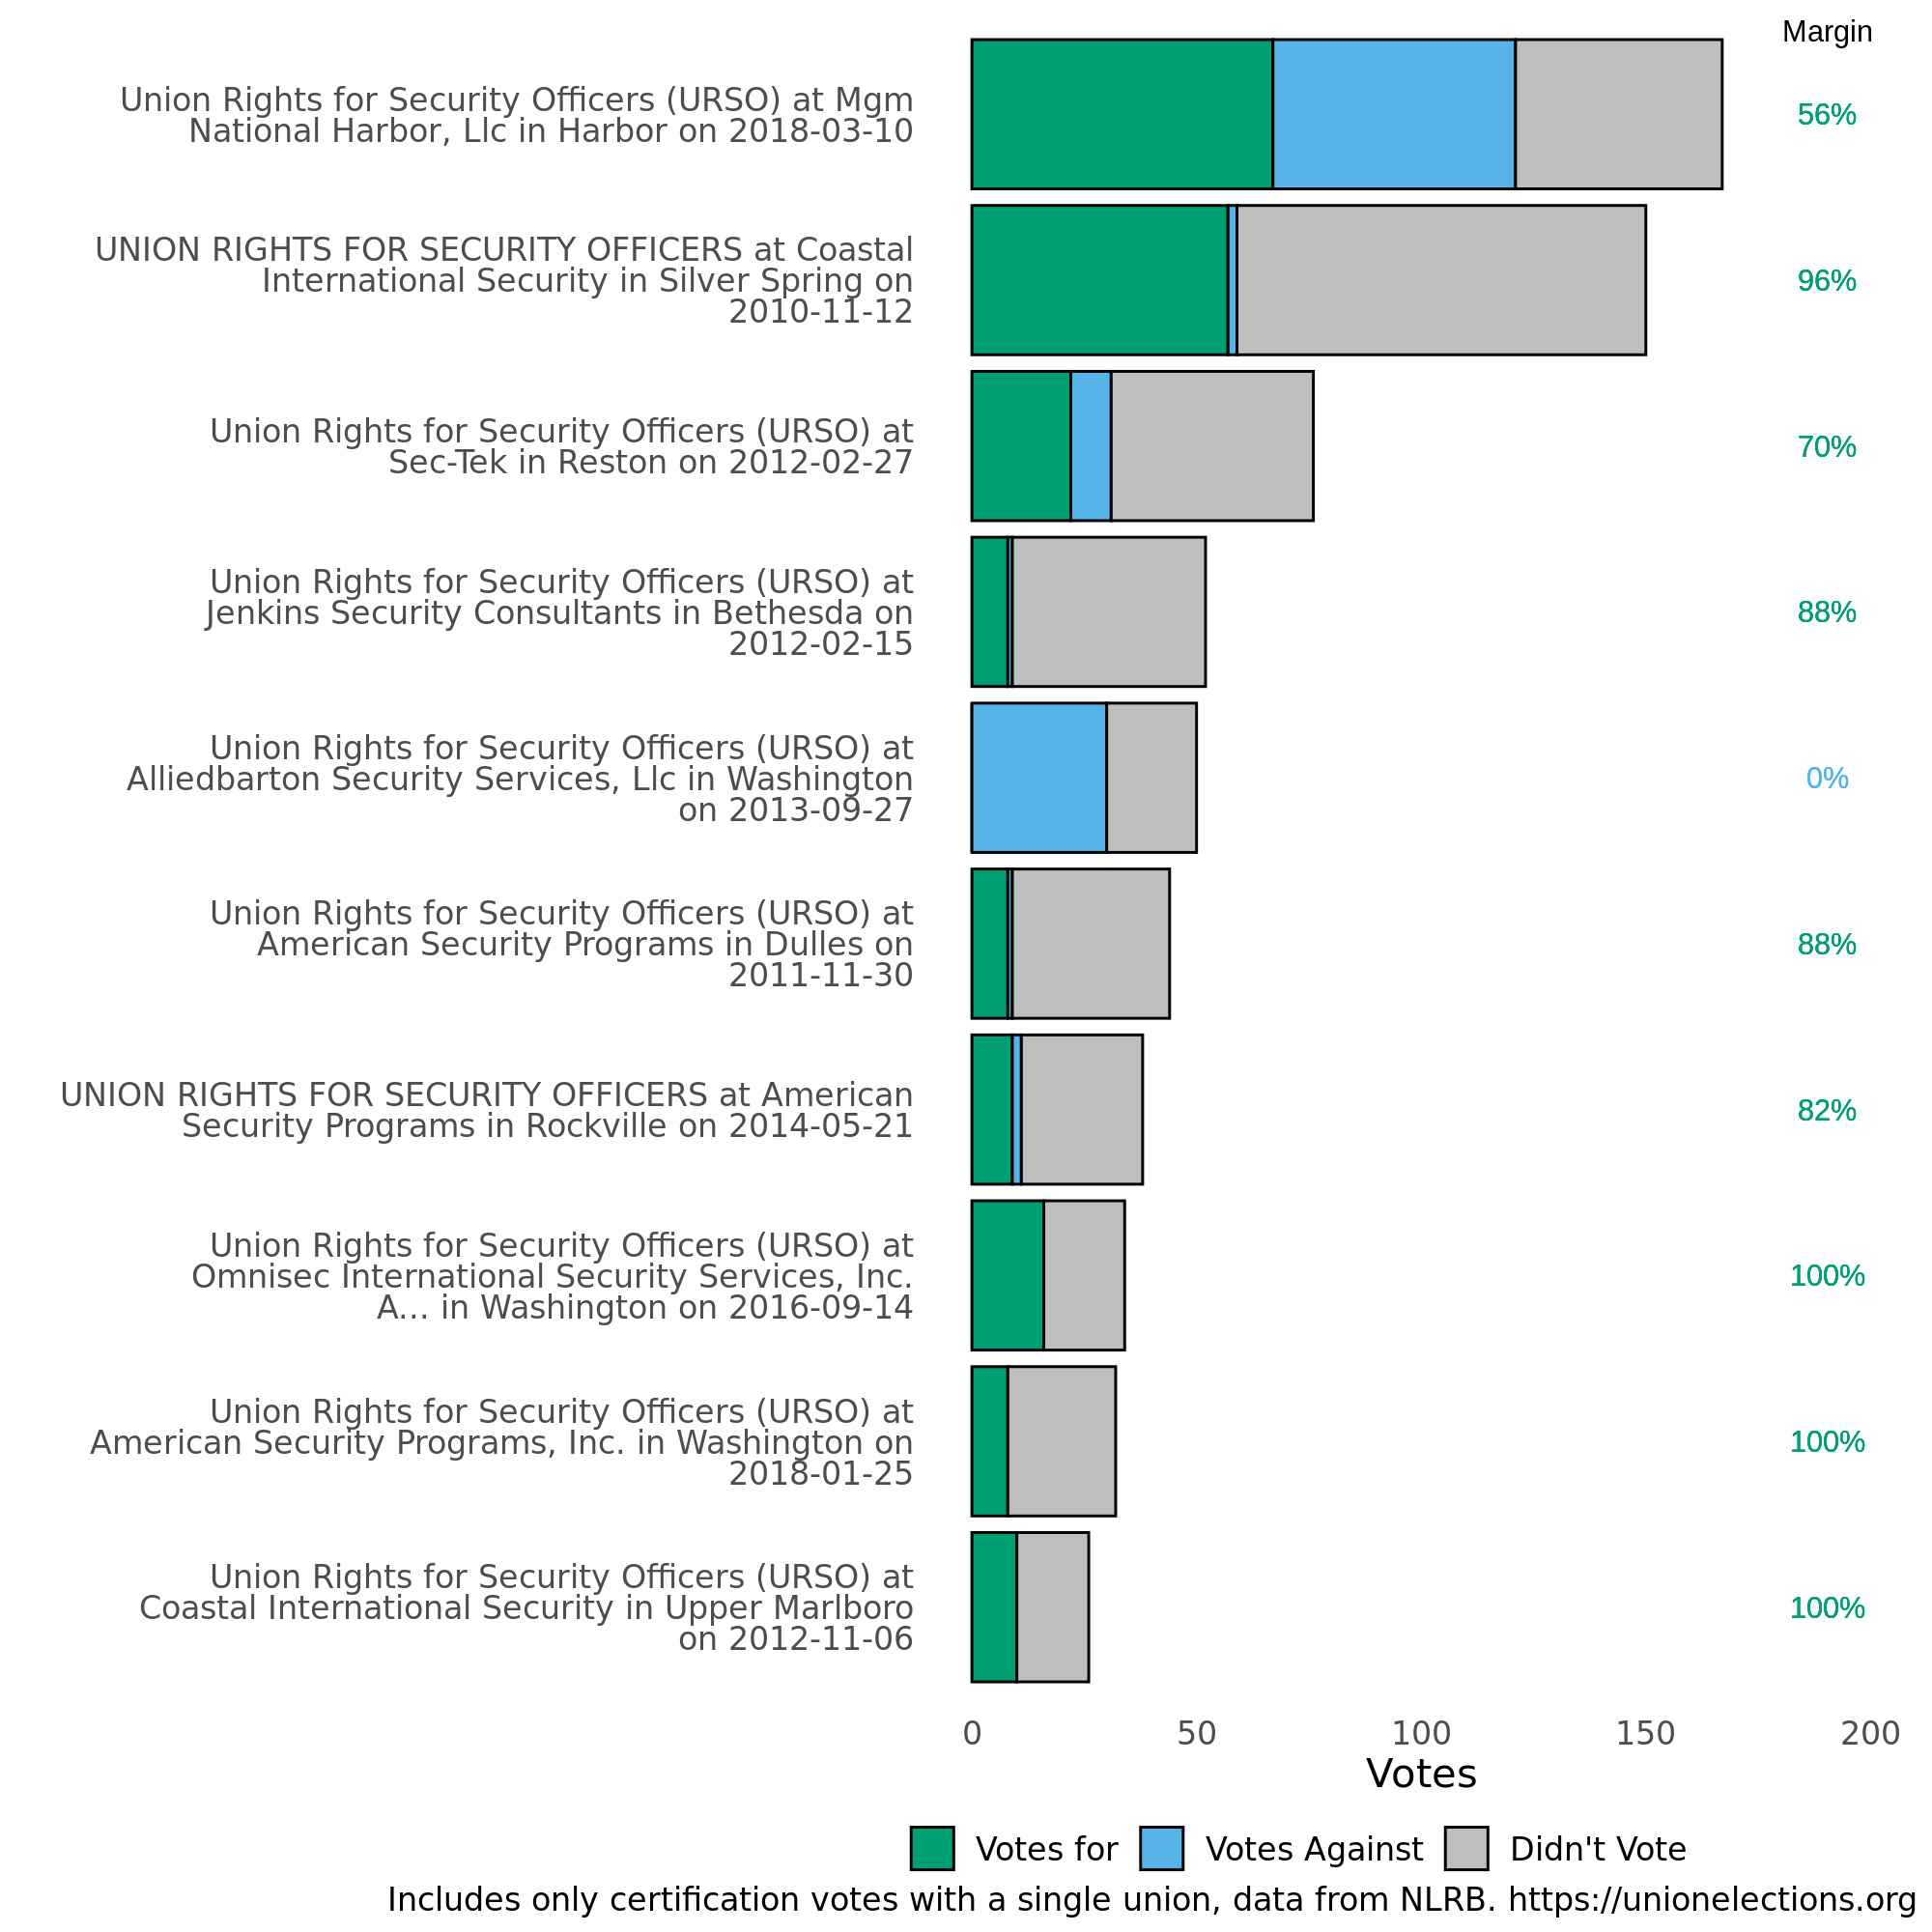 Margin
Union Rights for Security Officers (URSO) at Mgm
National Harbor, Llc in Harbor on 2018-03-10
56%
UNION RIGHTS FOR SECURITY OFFICERS at Coastal
International Security in Silver Spring on
2010-11-12
96%
Union Rights for Security Officers (URSO) at
Sec-Tek in Reston on 2012-02-27
70%
Union Rights for Security Officers (URSO) at
Jenkins Security Consultants in Bethesda on
2012-02-15
88%
Union Rights for Security Officers (URSO) at
Alliedbarton Security Services, Llc in Washington
on 2013-09-27
0%
Union Rights for Security Officers (URSO) at
American Security Programs in Dulles on
2011-11-30
88%
UNION RIGHTS FOR SECURITY OFFICERS at American
Security Programs in Rockville on 2014-05-21
82%
Union Rights for Security Officers (URSO) at
Omnisec International Security Services, Inc.
A... in Washington on 2016-09-14
100%
Union Rights for Security Officers (URSO) at
American Security Programs, Inc. in Washington on
2018-01-25
100%
Union Rights for Security Officers (URSO) at
Coastal International Security in Upper Marlboro
on 2012-11-06
100%
0 50 100 150 200
Votes
Votes for Votes Against Didn't Vote
Includes only certification votes with a single union, data from NLRB. https://unionelections.org